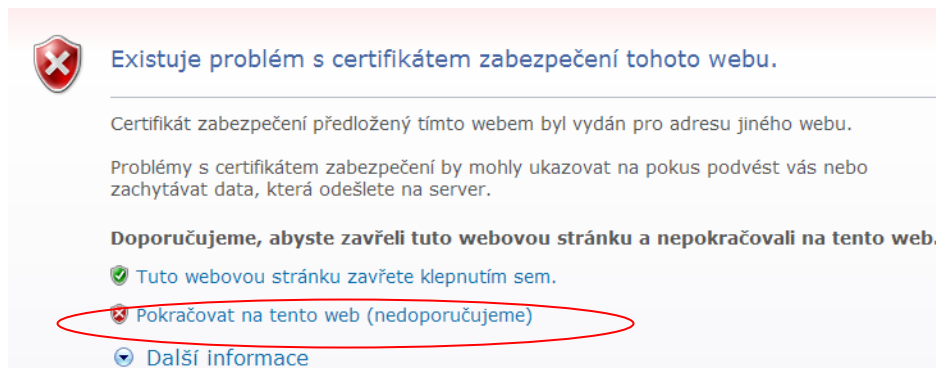 Existuje problém s certifikátem zabezpečení tohoto webu.
Certifikát zabezpečení předložený tímto webem byl vydán pro adresu jiného webu.
Problémy s certifikátem zabezpečení by mohly ukazovat na pokus podvést vás nebo
zachytávat data, která odešlete na server.
Doporučujeme, abyste zavřeli tuto webovou stránku a nepokračovali na tento web.
Tuto webovou stránku zavřete klepnutím sem.
Pokračovat na tento web (nedoporučujeme)
Další informace